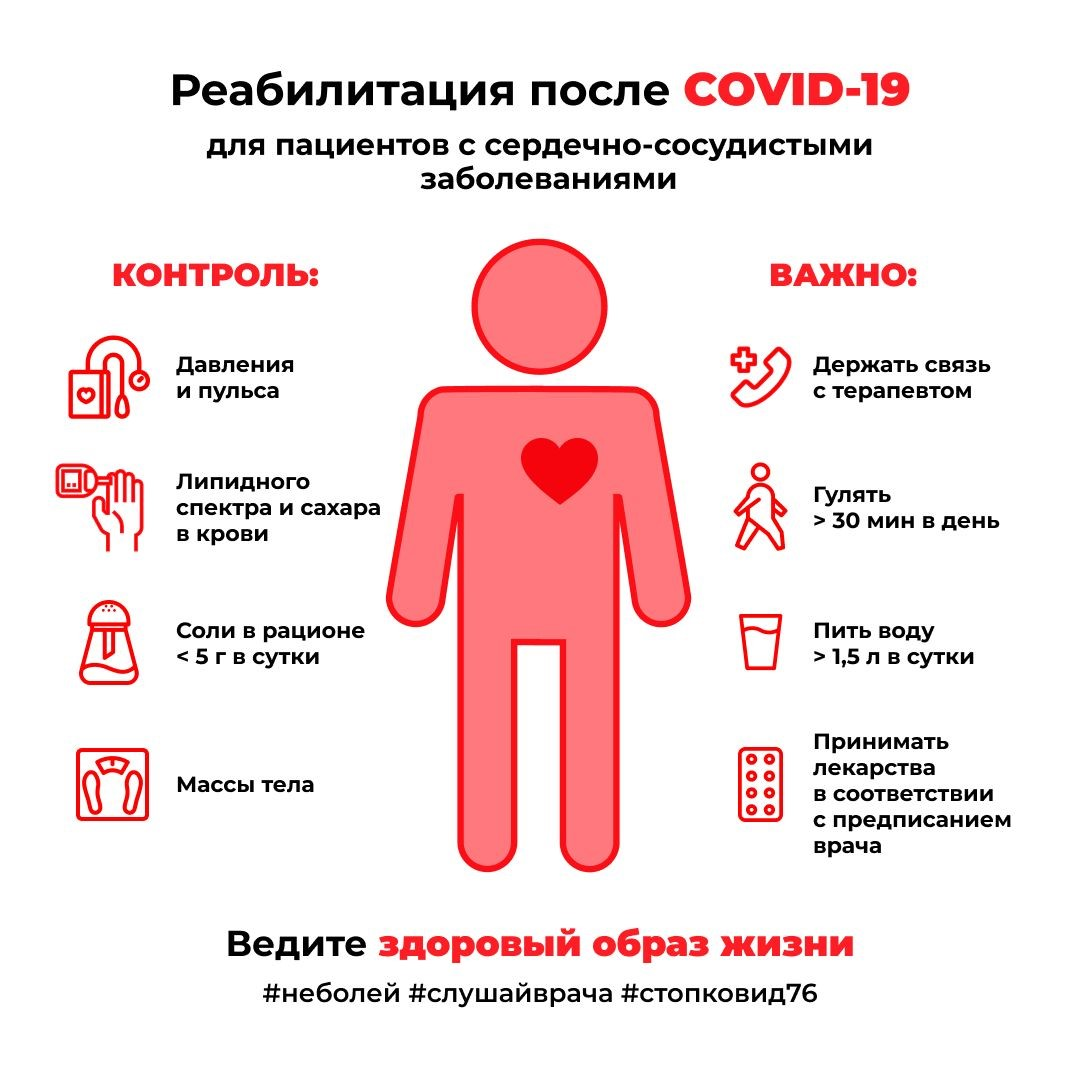 Реабилитация после COVID-19
для пациентов с сердечно-сосудистыми
заболеваниями
КОНТРОЛЬ:
Давления
и пульса
Липидного
спектра и сахара
в крови
Соли в рационе
< 5 г в сутки
Массы тела
ВАЖНО:
Держать связь
с терапевтом
Гулять
> 30 мин в день
Пить воду
> 1,5 л в сутки
Принимать
лекарства
в соответствии
с предписанием
врача
Ведите здоровый образ жизни
#неболей #слушайврача #стопковид76